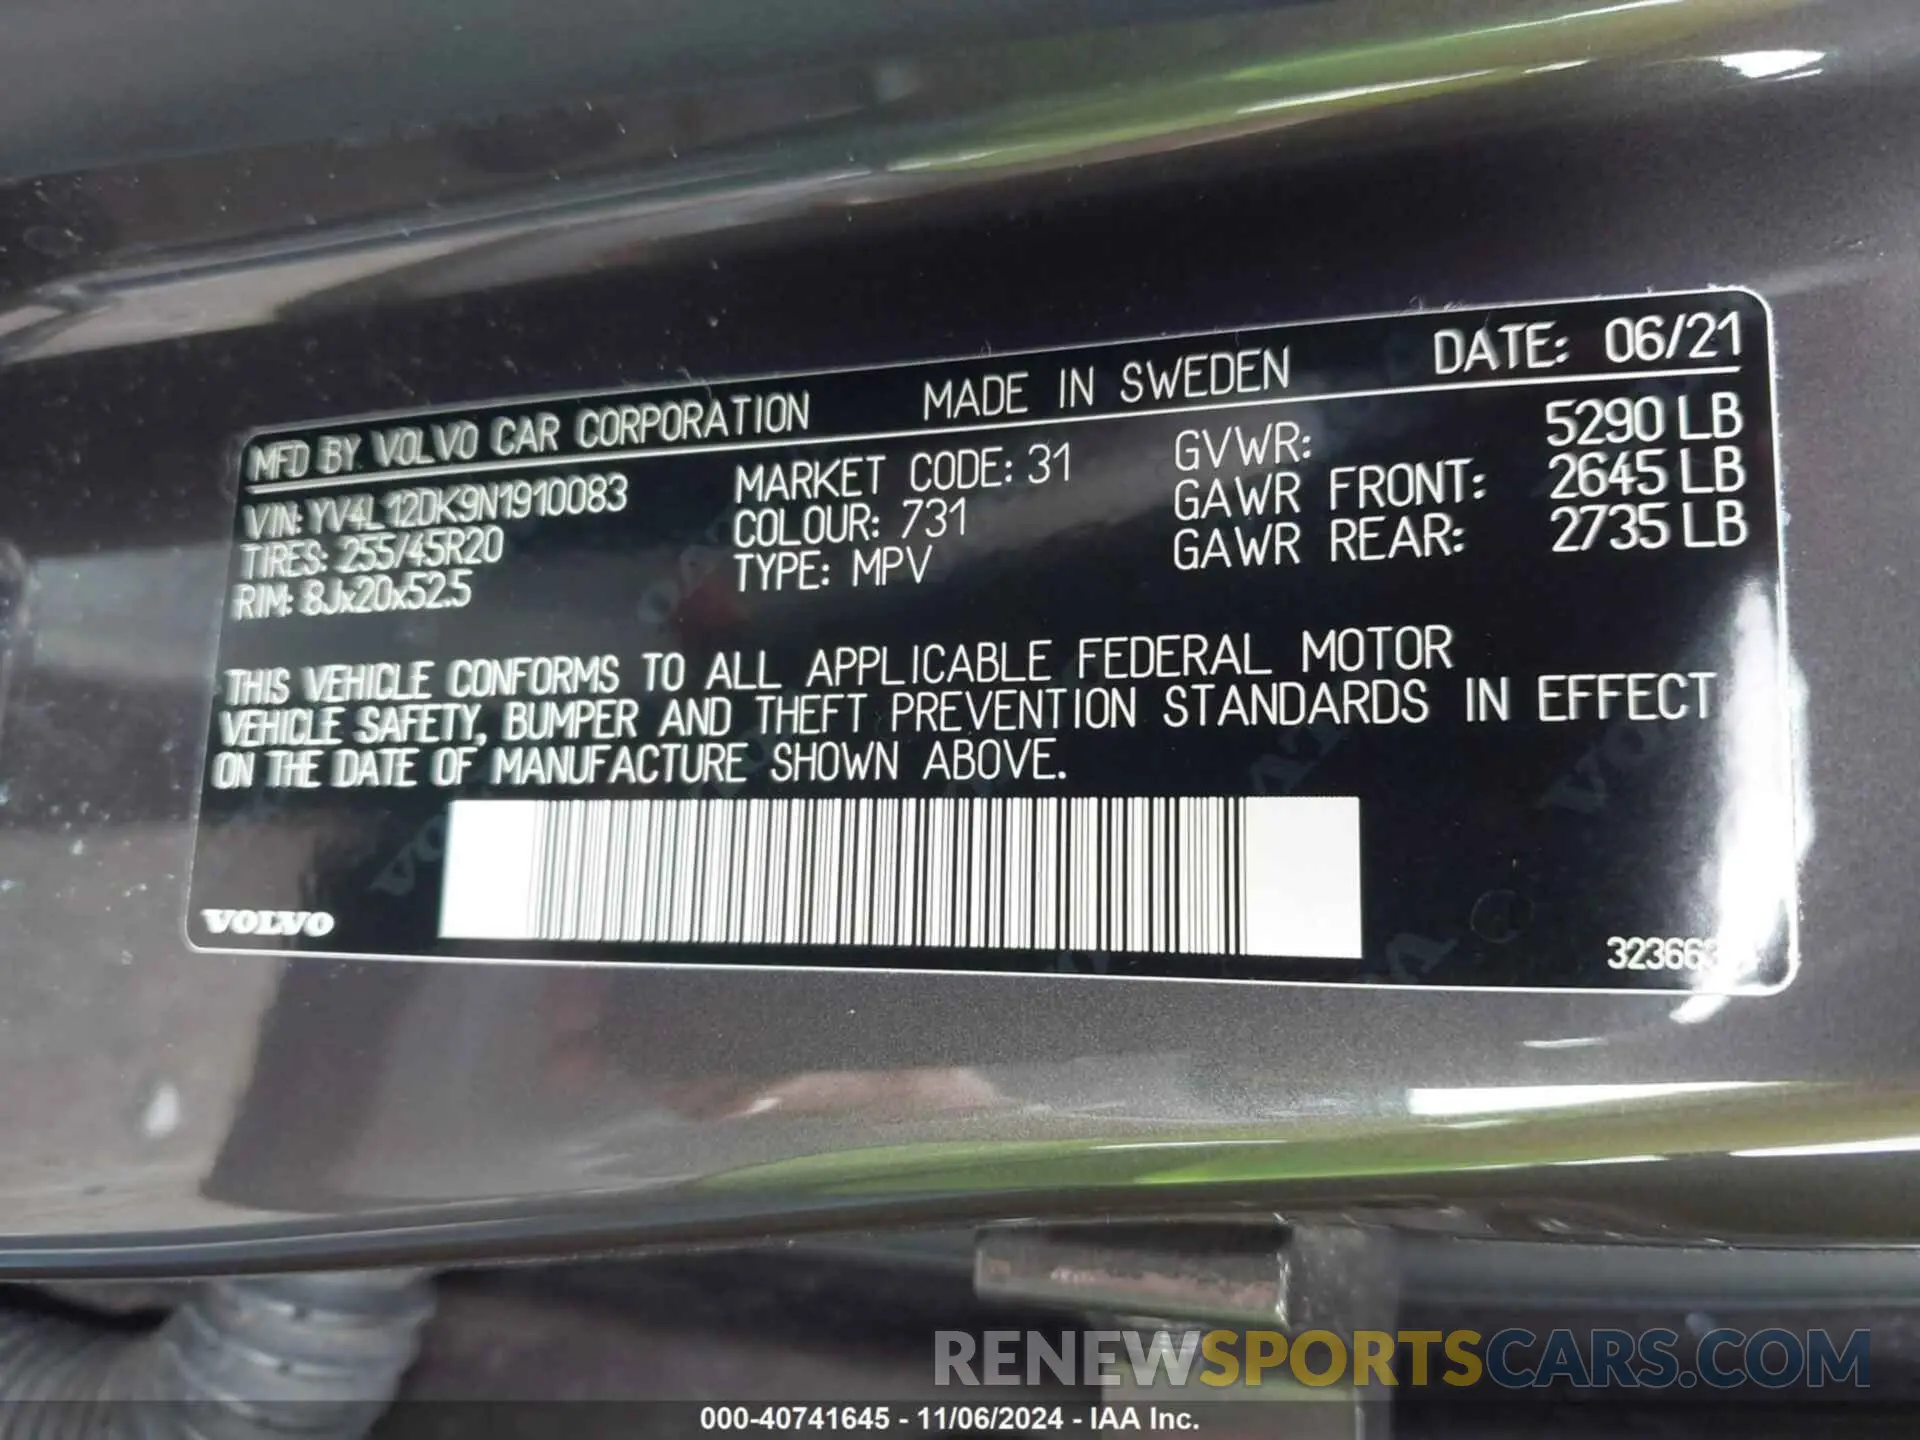 MFD BY VOLVO CAR CORPORATION MADE IN SWEDEN DATE: 06/21
VIN: YV4L12DK9N1910083 MARKET CODE: 31 GVWR: 5290 LB
TIRES: 255/45R20 COLOUR: 731 GAWR FRONT: 2645 LB
RIM: 8Jx20x52.5 TYPE: MPV GAWR REAR: 2735 LB
THIS VEHICLE CONFORMS TO ALL APPLICABLE FEDERAL MOTOR
VEHICLE SAFETY, BUMPER AND THEFT PREVENTION STANDARDS IN EFFECT
ON THE DATE OF MANUFACTURE SHOWN ABOVE.
VOLVO
RENEWSPORTSCARS.COM
000-40741645 - 11/06/2024 - IAA Inc.